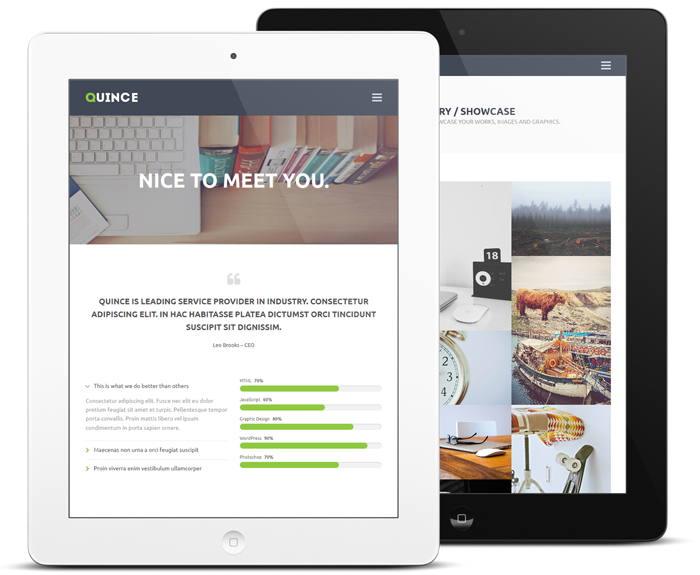 QUINCE
NICE TO MEET YOU.
QUINCE IS LEADING SERVICE PROVIDER IN INDUSTRY. CONSECTETUR
ADIPISCING ELIT. IN HAC HABITASSE PLATEA DICTUMST ORCI TINCIDUNT
SUSCIPIT SIT DIGNISSIM.
Leo Brooks – CEO
This is what we do better than others
Consectetur adipiscing elit. Fusce nec elit eu dolor
pretium feugiat sit amet et turpis. Pellentesque tempor
porta convallis. Proin mattis libero vel ipsum
condimentum in porta sapien ornare.
Maecenas non urna a orci feugiat suscipit
Proin viverra enim vestibulum ullamcorper
HTML 70%
JavaScript 60%
Graphic Design 80%
WordPress 90%
Photoshop 70%
RY / SHOWCASE
WCASE YOUR WORKS, IMAGES AND GRAPHICS.
18